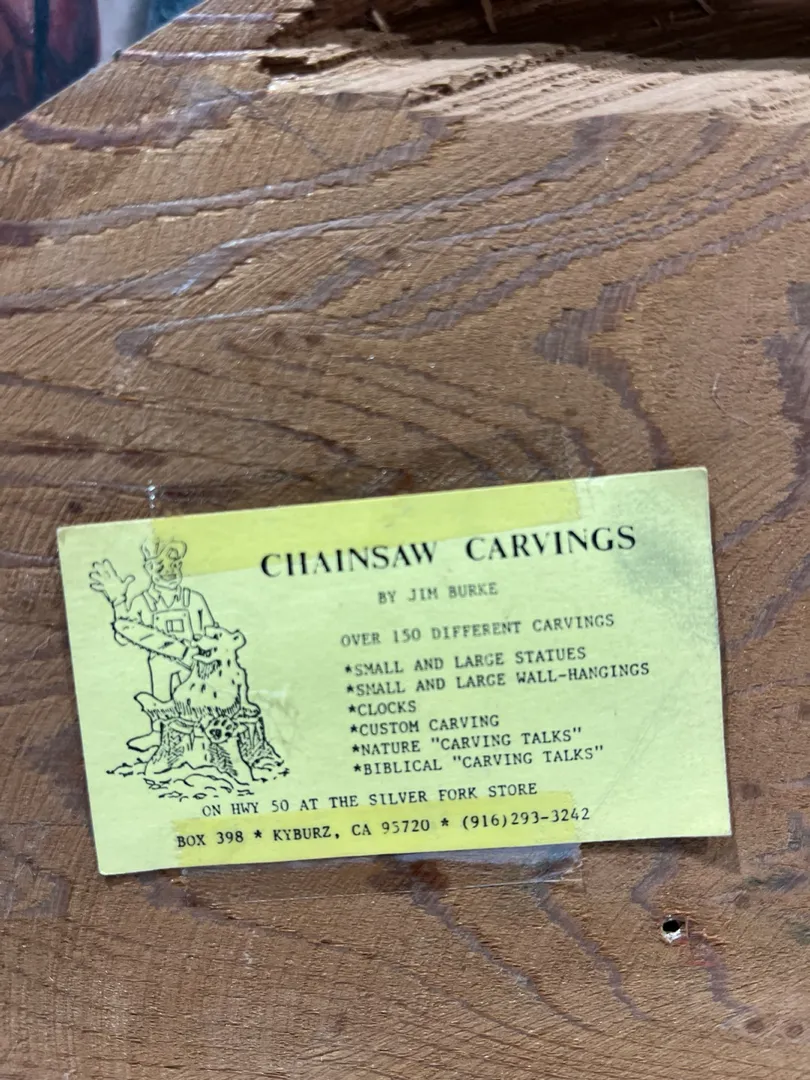 CHAINSAW CARVINGS
BY JIM BURKE
OVER 150 DIFFERENT CARVINGS
*SMALL AND LARGE STATUES
*SMALL AND LARGE WALL-HANGINGS
*CLOCKS
*CUSTOM CARVING
*NATURE "CARVING TALKS"
*BIBLICAL "CARVING TALKS"
ON HWY 50 AT THE SILVER FORK STORE
BOX 398 * KYBURZ, CA 95720 * (916)293-3242